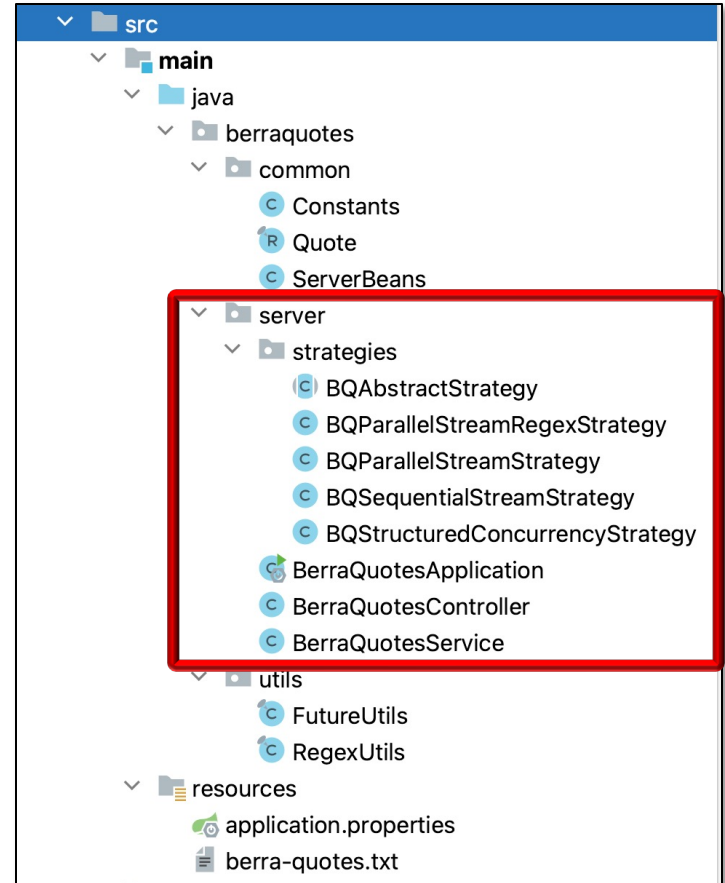 src
main
java
berraquotes
common
C Constants
R Quote
C ServerBeans
server
strategies
C BQAbstractStrategy
C BQParallelStreamRegexStrategy
C BQParallelStreamStrategy
C BQSequentialStreamStrategy
C BQStructuredConcurrencyStrategy
C BerraQuotesApplication
C BerraQuotesController
C BerraQuotesService
utils
C FutureUtils
C RegexUtils
resources
application.properties
berra-quotes.txt